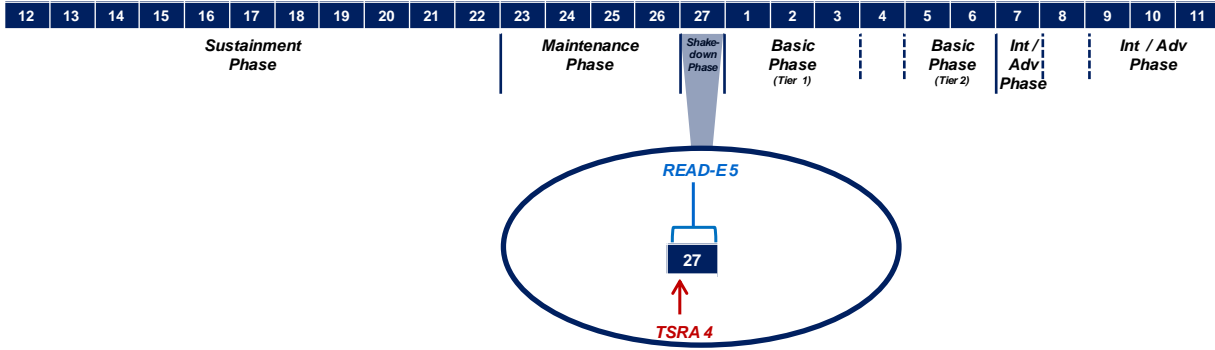 12 13 14 15 16 17 18 19 20 21 22 23 24 25 26 27 1 2 3 4 5 6 7 8 9 10 11
Sustainment
Phase
Maintenance
Phase
Shake-
down
Phase
Basic
Phase
(Tier 1)
Basic
Phase
(Tier 2)
Int /
Adv
Phase
Int / Adv
Phase
READ-E 5
27
TSRA 4